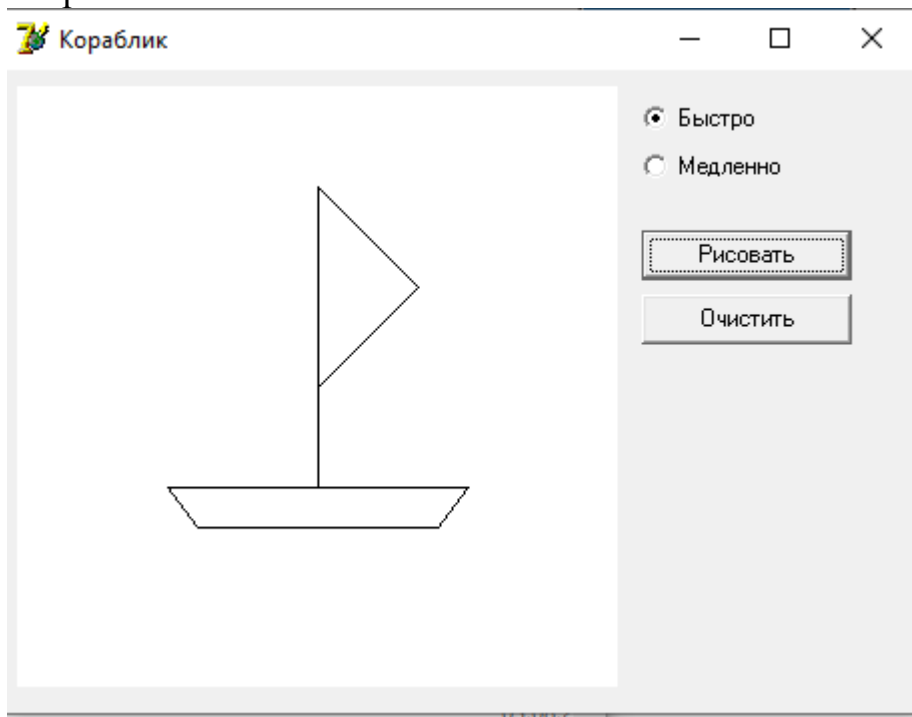 Кораблик
Быстро
Медленно
Рисовать
Очистить